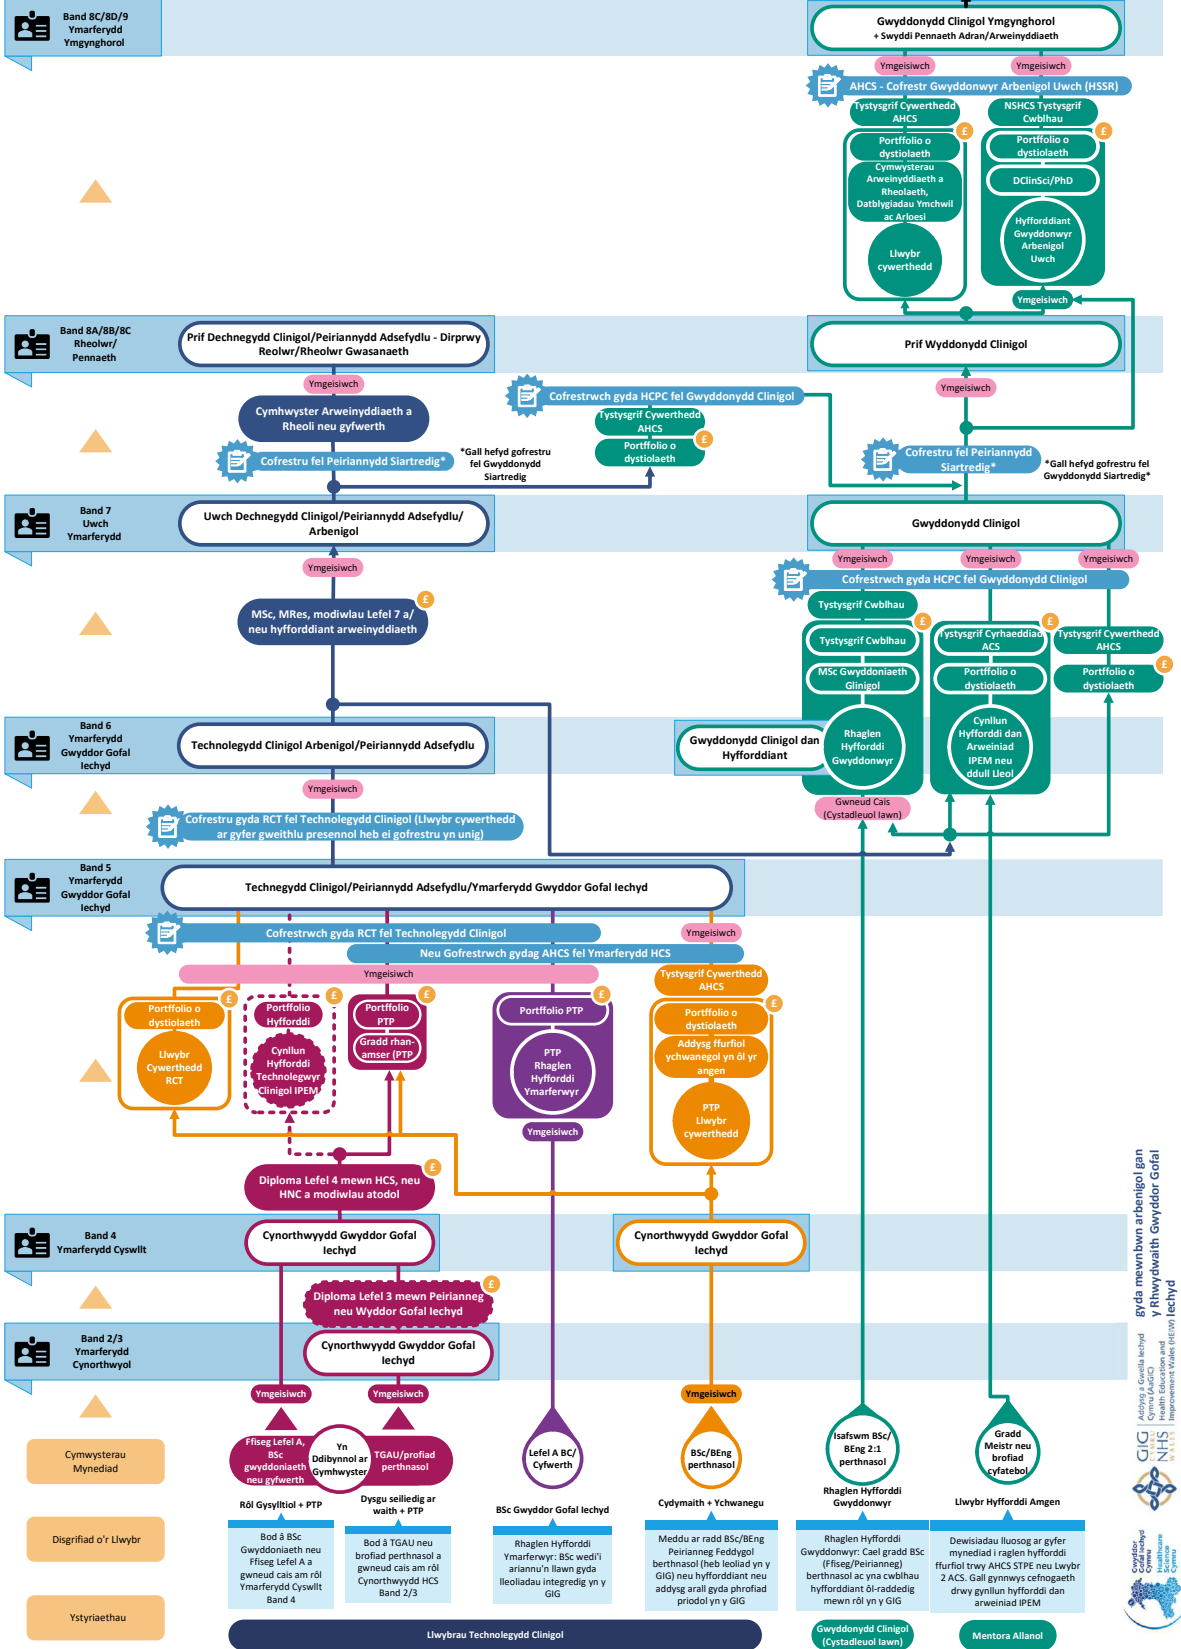 Band 8C/8D/9
Ymarferydd
Ymgynghorol
Gwyddonydd Clinigol Ymgynghorol
+ Swyddi Pennaeth Adran/Arweinyddiaeth
Ymgeisiwch
Ymgeisiwch
AHCS - Cofrestr Gwyddonwyr Arbenigol Uwch (HSSR)
Tystysgrif Cywerthedd
AHCS
NSHCS Tystysgrif
Cwblhau
£
£
Portffolio o
dystiolaeth
Cymwysterau
Arweinyddiaeth a
Rheolaeth,
Datblygiadau Ymchwil
ac Arloesi
Llwybr
cywerthedd
Portffolio o
dystiolaeth
DClinSci/PhD
Hyfforddiant
Gwyddonwyr
Arbenigol
Uwch
Ymgeisiwch
Band 8A/8B/8C
Rheolwr/
Pennaeth
Prif Dechnegydd Clinigol/Peiriannydd Adsefydlu - Dirprwy
Reolwr/Rheolwr Gwasanaeth
Prif Wyddonydd Clinigol
Ymgeisiwch
Ymgeisiwch
Cymhwyster Arweinyddiaeth a
Rheoli neu gyfwerth
Cofrestrwch gyda HCPC fel Gwyddonydd Clinigol
Tystysgrif Cywerthedd
AHCS
£
Portffolio o
dystiolaeth
Cofrestru fel Peiriannydd Siartredig*
*Gall hefyd gofrestru
fel Gwyddonydd
Siartredig
Cofrestru fel Peiriannydd
Siartredig*
*Gall hefyd gofrestru fel
Gwyddonydd Siartredig*
Band 7
Uwch
Ymarferydd
Uwch Dechnegydd Clinigol/Peiriannydd Adsefydlu/
Arbenigol
Gwyddonydd Clinigol
Ymgeisiwch
Ymgeisiwch
Ymgeisiwch
Ymgeisiwch
Cofrestrwch gyda HCPC fel Gwyddonydd Clinigol
£
MSc, MRes, modiwlau Lefel 7 a/
neu hyfforddiant arweinyddiaeth
Tystysgrif Cwblhau
£
£
Tystysgrif Cwblhau
MSc Gwyddoniaeth
Glinigol
Rhaglen
Hyfforddi
Gwyddonwyr
Tystysgrif Cyrhaeddiad
ACS
Portffolio o
dystiolaeth
Cynllun
Hyfforddi dan
Arweiniad
IPEM neu
ddull Lleol
Tystysgrif Cywerthedd
AHCS
£
Portffolio o
dystiolaeth
Band 6
Ymarferydd
Gwyddor Gofal
Iechyd
Technolegydd Clinigol Arbenigol/Peiriannydd Adsefydlu
Gwyddonydd Clinigol dan
Hyfforddiant
Ymgeisiwch
Gwneud Cais
(Cystadleuol Iawn)
Cofrestru gyda RCT fel Technolegydd Clinigol (Llwybr cywerthedd
ar gyfer gweithlu presennol heb ei gofrestru yn unig)
Band 5
Ymarferydd
Gwyddor Gofal
Iechyd
Technegydd Clinigol/Peiriannydd Adsefydlu/Ymarferydd Gwyddor Gofal Iechyd
Cofrestrwch gyda RCT fel Technolegydd Clinigol
Ymgeisiwch
Neu Gofrestrwch gydag AHCS fel Ymarferydd HCS
Ymgeisiwch
Tystysgrif Cywerthedd
AHCS
£
£
£
£
£
Portffolio o
dystiolaeth
Llwybr
Cywerthedd
RCT
Portffolio
Hyfforddi
Cynllun
Hyfforddi
Technolegwyr
Clinigol IPEM
Portffolio
PTP
Gradd rhan-
amser (PTP
Portffolio PTP
PTP
Rhaglen
Hyfforddi
Ymarferwyr
Ymgeisiwch
Portffolio o
dystiolaeth
Addysg ffurfiol
ychwanegol yn ôl yr
angen
PTP
Llwybr
cywerthedd
£
Diploma Lefel 4 mewn HCS, neu
HNC a modiwlau atodol
Band 4
Ymarferydd Cyswllt
Cynorthwyydd Gwyddor Gofal
Iechyd
Cynorthwyydd Gwyddor Gofal
Iechyd
£
Diploma Lefel 3 mewn Peirianneg
neu Wyddor Gofal Iechyd
Band 2/3
Ymarferydd
Cynorthwyol
Cynorthwyydd Gwyddor Gofal
Iechyd
Ymgeisiwch
Ymgeisiwch
Ymgeisiwch
Cymwysterau
Mynediad
Ffiseg Lefel A,
BSc
gwyddoniaeth
neu gyfwerth
Yn
Ddibynnol ar
Gymhwyster
TGAU/profiad
perthnasol
Lefel A BC/
Cyfwerth
BSc/BEng
perthnasol
Isafswm BSc/
BEng 2:1
perthnasol
Gradd
Meistr neu
brofiad
cyfatebol
Disgrifiad o'r Llwybr
Rôl Gysylltiol + PTP
Dysgu seiliedig ar
waith + PTP
BSc Gwyddor Gofal Iechyd
Cydymaith + Ychwanegu
Rhaglen Hyfforddi
Gwyddonwyr
Llwybr Hyfforddi Amgen
Bod â BSc
Gwyddoniaeth neu
Ffiseg Lefel A a
gwneud cais am rôl
Ymarferydd Cyswllt
Band 4
Bod â TGAU neu
brofiad perthnasol a
gwneud cais am rôl
Cynorthwyydd HCS
Band 2/3
Rhaglen Hyfforddi
Ymarferwyr: BSc wedi'i
ariannu'n llawn gyda
lleoliadau integredig yn y
GIG
Meddu ar radd BSc/BEng
Peirianneg Feddygol
berthnasol (heb leoliad yn y
GIG) neu hyfforddiant neu
addysg arall gyda phrofiad
priodol yn y GIG
Rhaglen Hyfforddi
Gwyddonwyr: Cael gradd BSc
(Ffiseg/Peirianneg)
berthnasol ac yna cwblhau
hyfforddiant ôl-raddedig
mewn rôl yn y GIG
Dewisiadau lluosog ar gyfer
mynediad i raglen hyfforddi
ffurfiol trwy AHCS STPE neu Lwybr
2 ACS. Gall gynnwys cefnogaeth
drwy gynllun hyfforddi dan
arweiniad IPEM
Ystyriaethau
Llwybrau Technolegydd Clinigol
Gwyddonydd Clinigol
(Cystadleuol Iawn)
Mentora Allanol
gyda mewnbwn arbenigol gan
y Rhwydwaith Gwyddor Gofal
Iechyd
GIG
CYMRU
NHS
WALES
Addysg a Gwella Iechyd
Cymru (AaGIC)
Health Education and
Improvement Wales (HEIW)
Gwyddor
Gofal Iechyd
Cymru
Healthcare
Science
Cymru